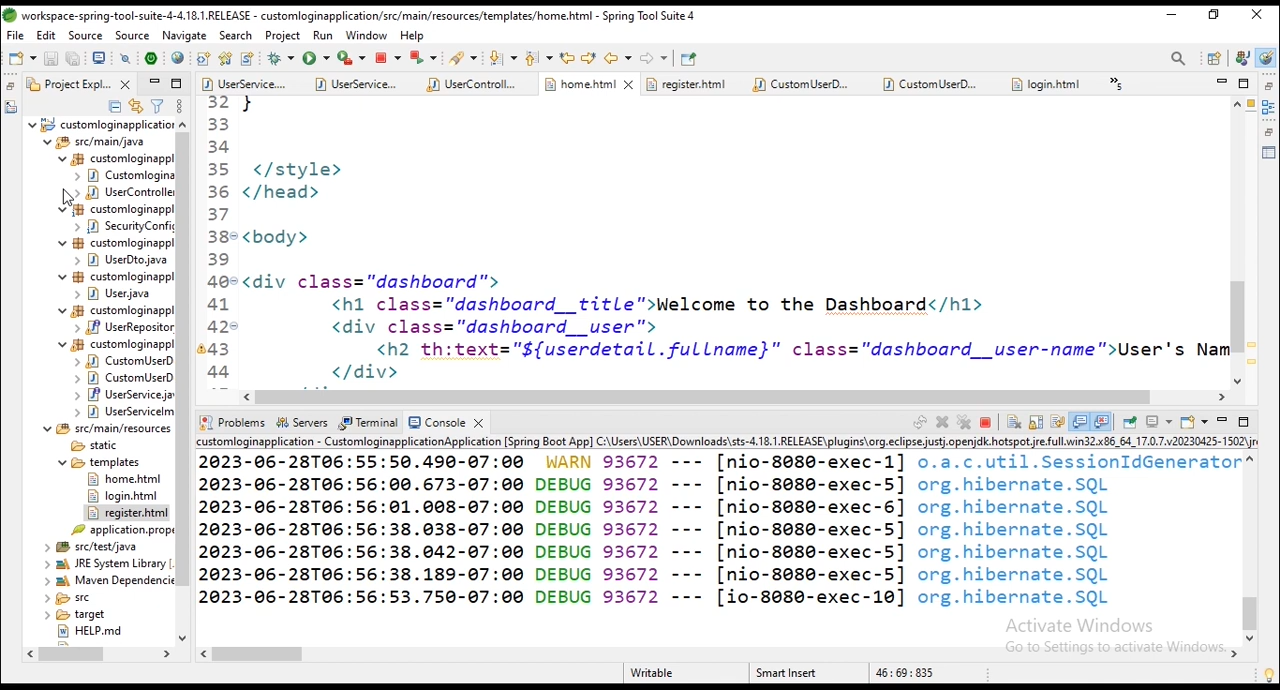 workspace-spring-tool-suite-4-4.18.1.RELEASE - customloginapplication/src/main/resources/templates/home.html - Spring Tool Suite 4
File Edit Source Source Navigate Search Project Run Window Help
Project Expl...
UserService....
UserService...
UserControll...
home.html
register.html
CustomUserD...
CustomUserD...
login.html
»5
customloginapplication
src/main/java
customloginappl
Customlogina
UserControlle
customloginappl
SecurityConfig
customloginappl
UserDto.java
customloginappl
User.java
customloginappl
UserRepositor
customloginappl
CustomUserD
CustomUserD
UserService.ja
UserServiceIm
src/main/resources
static
templates
home.html
login.html
register.html
application.prope
src/test/java
JRE System Library [
Maven Dependencie
src
target
HELP.md
32 }
33
34
35 </style>
36 </head>
37
38 <body>
39
40 <div class="dashboard">
41 <h1 class="dashboard__title">Welcome to the Dashboard</h1>
42 <div class="dashboard__user">
43 <h2 th:text="${userdetail.fullname}" class="dashboard__user-name">User's Nam
44 </div>
Problems Servers Terminal Console
customloginapplication - CustomloginapplicationApplication [Spring Boot App] C:\Users\USER\Downloads\sts-4.18.1.RELEASE\plugins\org.eclipse.justj.openjdk.hotspot.jre.full.win32.x86_64_17.0.7.v20230425-1502\jr
2023-06-28T06:55:50.490-07:00 WARN 93672 --- [nio-8080-exec-1] o.a.c.util.SessionIdGenerator
2023-06-28T06:56:00.673-07:00 DEBUG 93672 --- [nio-8080-exec-5] org.hibernate.SQL
2023-06-28T06:56:01.008-07:00 DEBUG 93672 --- [nio-8080-exec-6] org.hibernate.SQL
2023-06-28T06:56:38.038-07:00 DEBUG 93672 --- [nio-8080-exec-5] org.hibernate.SQL
2023-06-28T06:56:38.042-07:00 DEBUG 93672 --- [nio-8080-exec-5] org.hibernate.SQL
2023-06-28T06:56:38.189-07:00 DEBUG 93672 --- [nio-8080-exec-5] org.hibernate.SQL
2023-06-28T06:56:53.750-07:00 DEBUG 93672 --- [io-8080-exec-10] org.hibernate.SQL
Activate Windows
Go to Settings to activate Windows.
Writable
Smart Insert
46 : 69 : 835